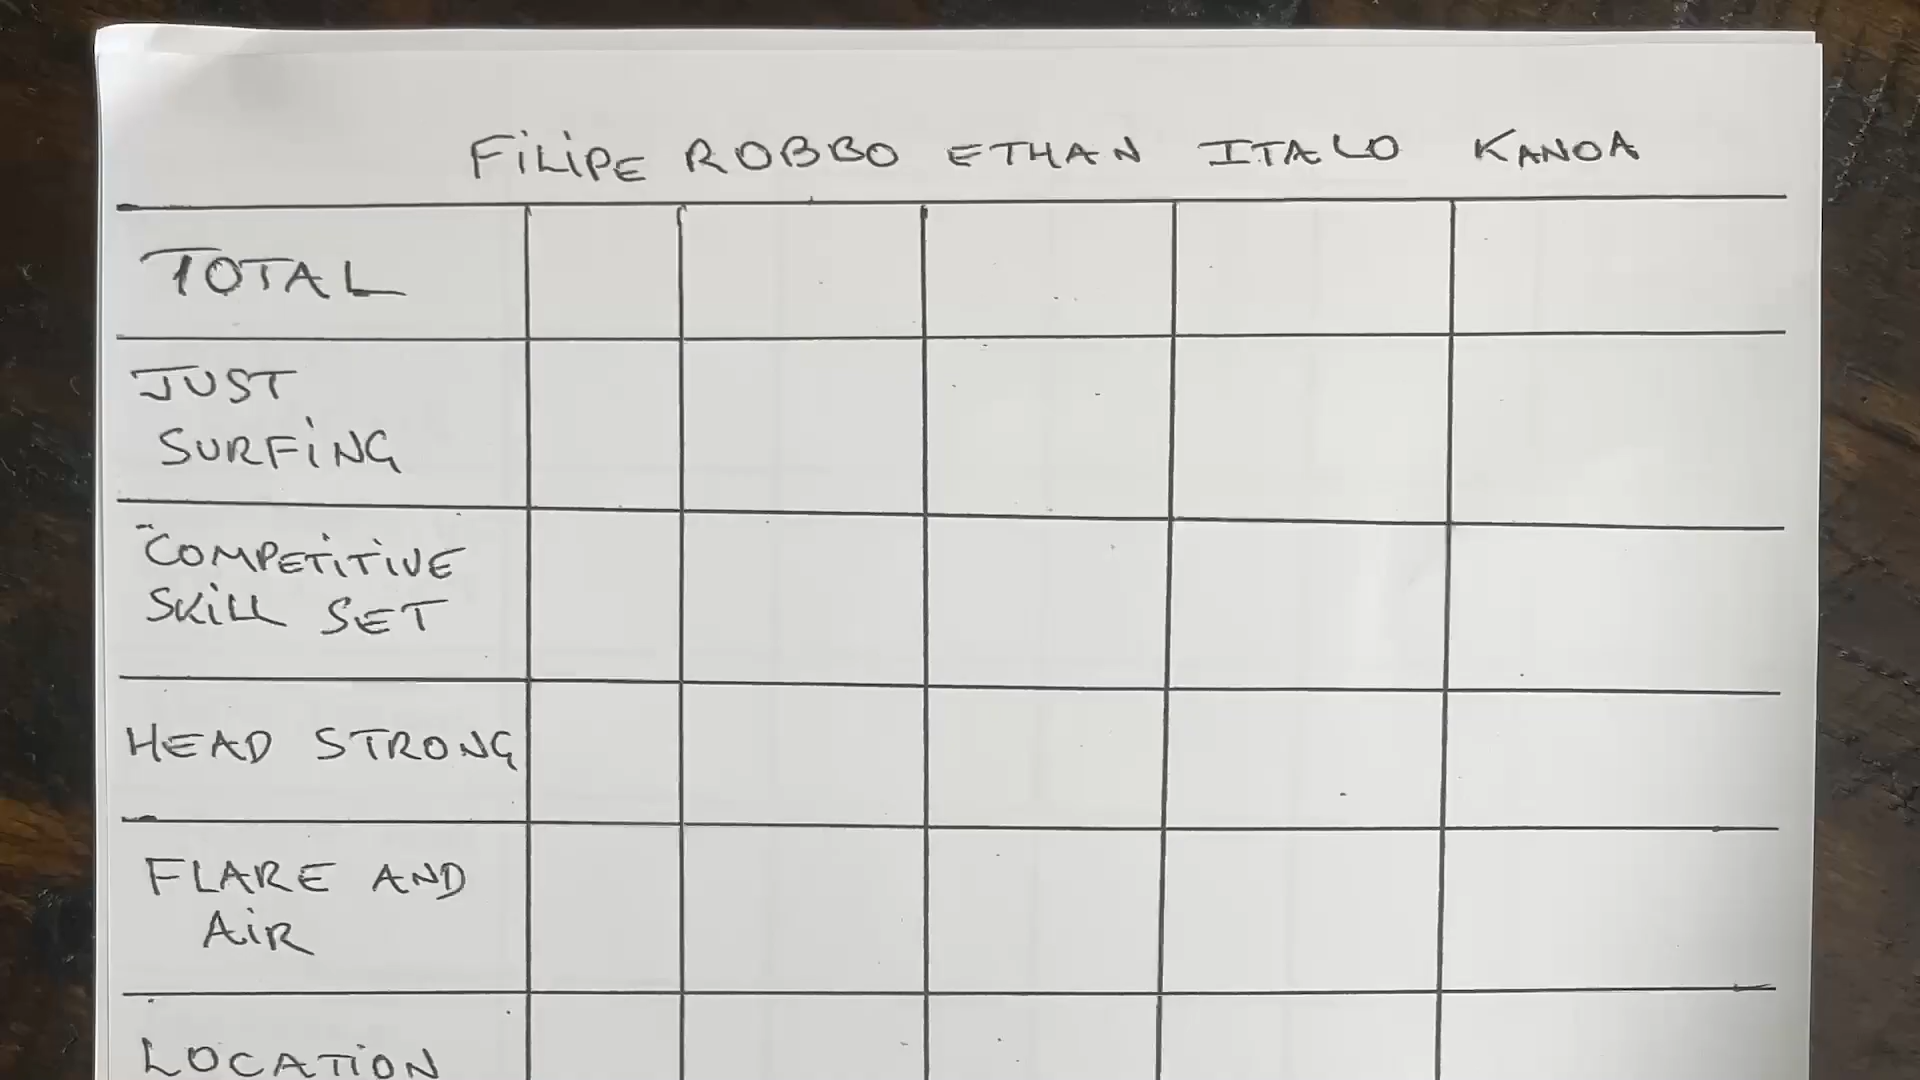 FILIPE ROBBO ETHAN ITALO KANOA
TOTAL
JUST
SURFING
COMPETITIVE
SKILL SET
HEAD STRONG
FLARE AND
AIR
LOCATION